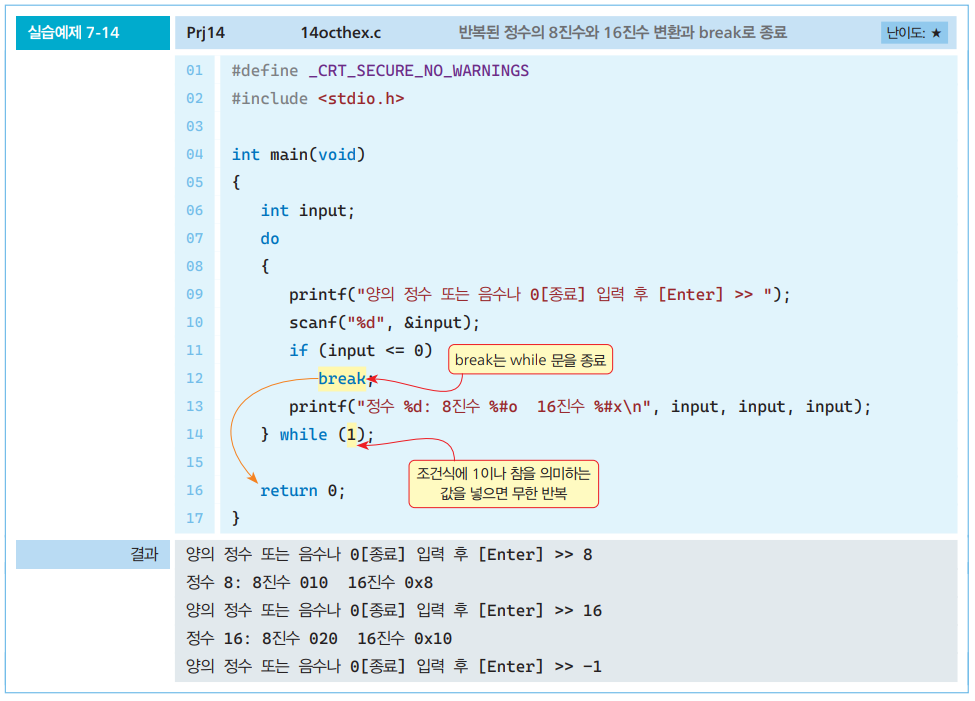 실습예제 7-14 Prj14 14octhex.c 반복된 정수의 8진수와 16진수 변환과 break로 종료 난이도: ★
01 #define _CRT_SECURE_NO_WARNINGS
02 #include <stdio.h>
03
04 int main(void)
05 {
06 int input;
07 do
08 {
09 printf("양의 정수 또는 음수나 0[종료] 입력 후 [Enter] >> ");
10 scanf("%d", &input);
11 if (input <= 0)
break는 while 문을 종료
12 break;
13 printf("정수 %d: 8진수 %#o 16진수 %#x\n", input, input, input);
14 } while (1);
15
조건식에 1이나 참을 의미하는
값을 넣으면 무한 반복
16 return 0;
17 }
결과 양의 정수 또는 음수나 0[종료] 입력 후 [Enter] >> 8
정수 8: 8진수 010 16진수 0x8
양의 정수 또는 음수나 0[종료] 입력 후 [Enter] >> 16
정수 16: 8진수 020 16진수 0x10
양의 정수 또는 음수나 0[종료] 입력 후 [Enter] >> -1